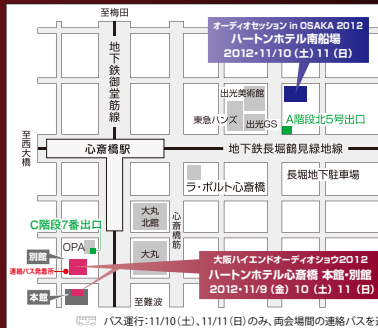 至梅田
オーディオセッション in OSAKA 2012
ハートンホテル南船場
2012・11/10(土)11(日)
地下鉄御堂筋線
出光美術館
東急ハンズ
出光GS
A階段北5号出口
至西大橋
心斎橋駅
地下鉄長堀鶴見緑地線
ラ・ポルト心斎橋
長堀地下駐車場
C階段7番出口
大丸
北館
心斎橋筋
OPA
別館
大丸
連絡バス発着所
大阪ハイエンドオーディオショウ2012
ハートンホテル心斎橋 本館・別館
2012・11/9(金)10(土)11(日)
本館
至難波
バス運行:11/10(土)、11/11(日)のみ、両会場間の連絡バスを